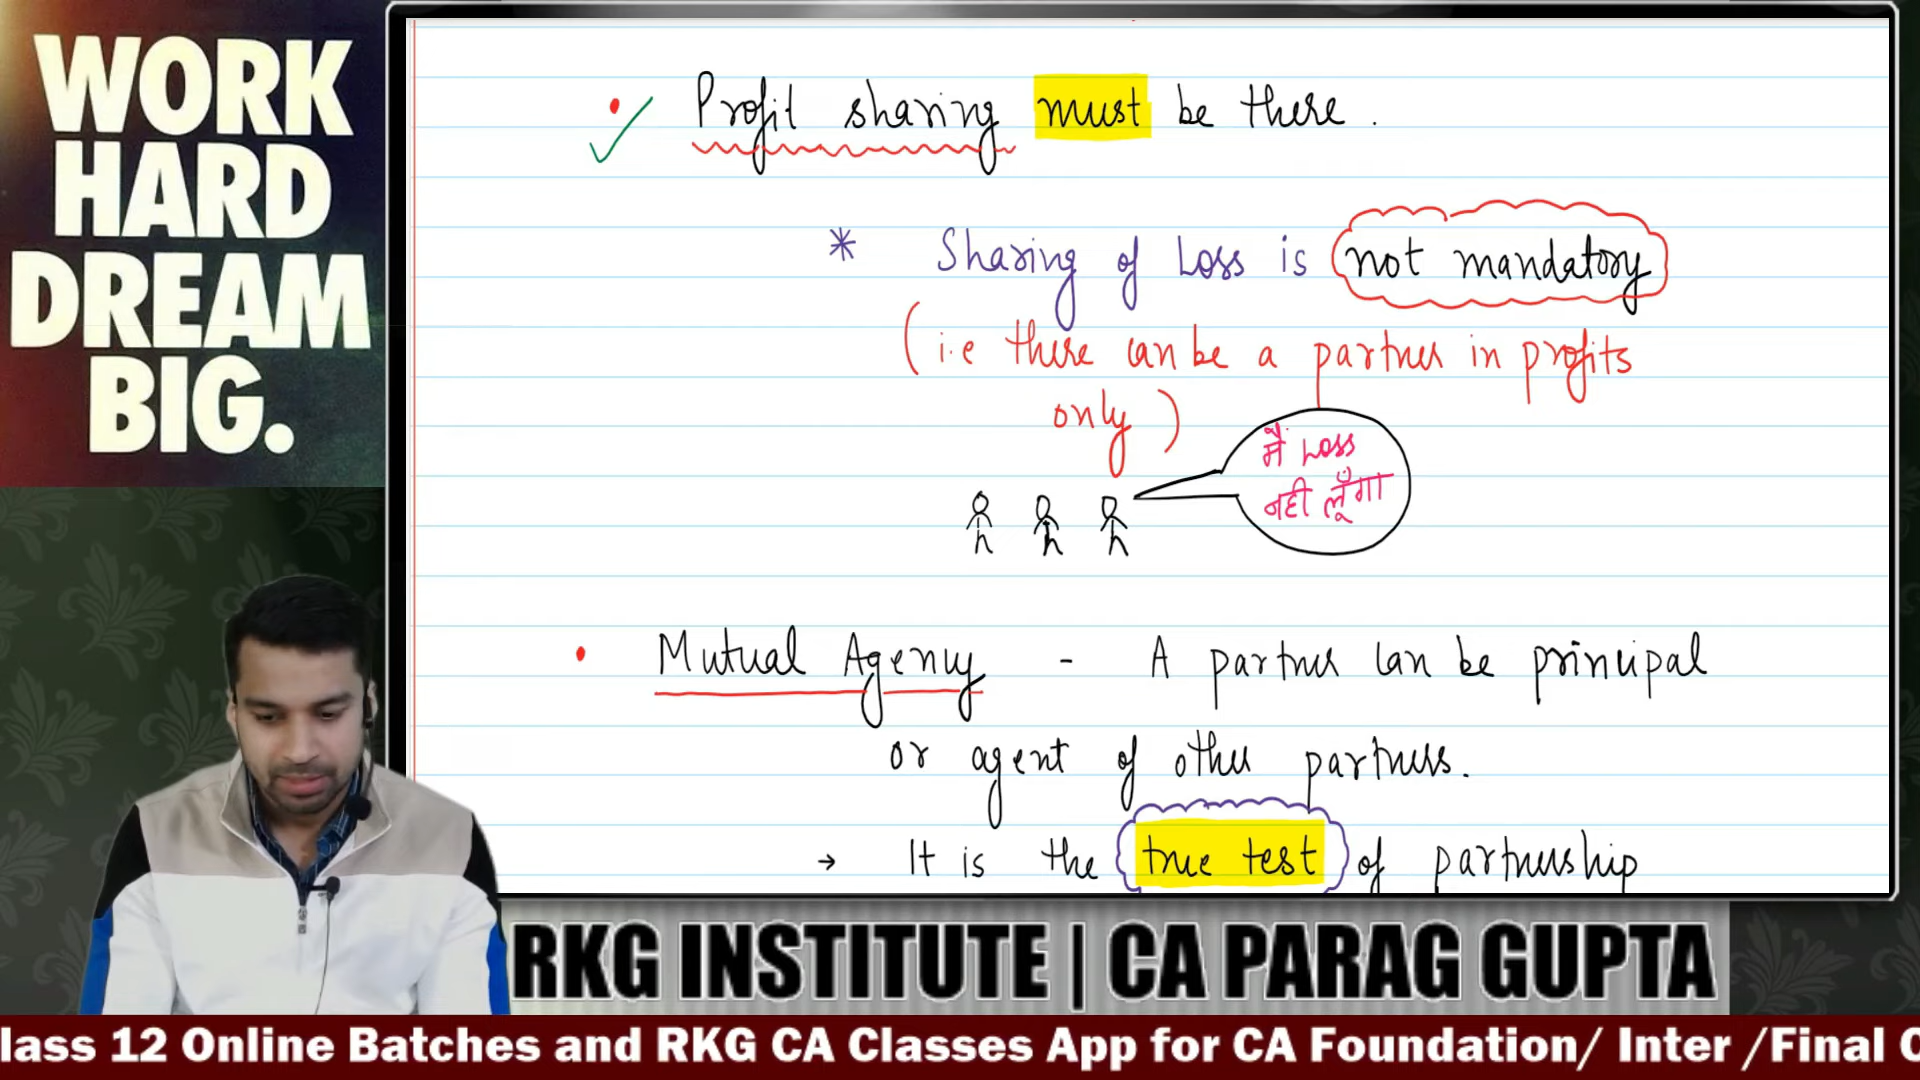 WORK
HARD
DREAM
BIG.
• Profit sharing must be there.
* Sharing of Loss is not mandatory
(i.e there can be a partner in profits
only)
मैं Loss
नहीं लूँगा
• Mutual Agency - A partner can be principal
or agent of other partners.
→ It is the true test of partnership
RKG INSTITUTE | CA PARAG GUPTA
lass 12 Online Batches and RKG CA Classes App for CA Foundation/ Inter /Final C